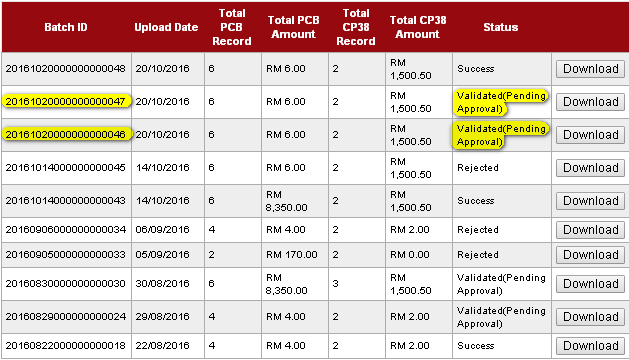 Batch ID Upload Date Total PCB Record Total PCB Amount Total CP38 Record Total CP38 Amount Status
20161020000000000048 20/10/2016 6 RM 6.00 2 RM 1,500.50 Success Download
20161020000000000047 20/10/2016 6 RM 6.00 2 RM 1,500.50 Validated(Pending Approval) Download
20161020000000000046 20/10/2016 6 RM 6.00 2 RM 1,500.50 Validated(Pending Approval) Download
20161014000000000045 14/10/2016 6 RM 6.00 2 RM 1,500.50 Rejected Download
20161014000000000043 14/10/2016 6 RM 8,350.00 2 RM 1,500.50 Success Download
20160906000000000034 06/09/2016 4 RM 4.00 2 RM 2.00 Rejected Download
20160905000000000033 05/09/2016 2 RM 170.00 2 RM 0.00 Rejected Download
20160830000000000030 30/08/2016 6 RM 8,350.00 3 RM 1,500.50 Validated(Pending Approval) Download
20160829000000000024 29/08/2016 4 RM 4.00 2 RM 2.00 Validated(Pending Approval) Download
20160822000000000018 22/08/2016 4 RM 4.00 2 RM 2.00 Success Download